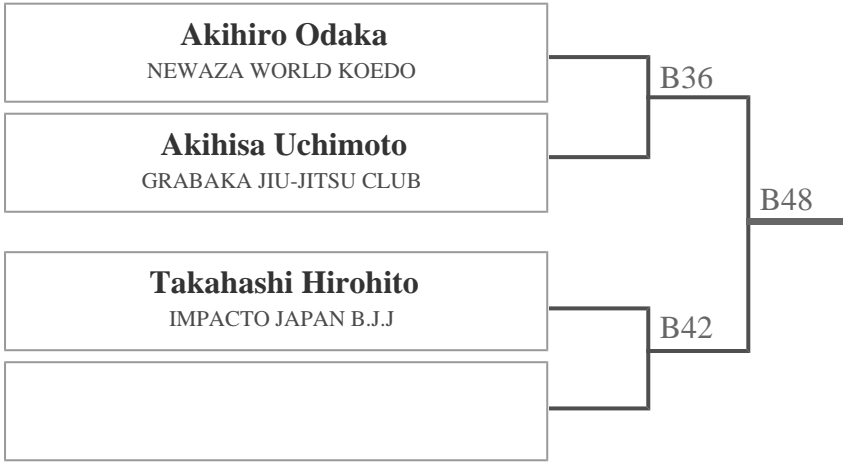 Akihiro Odaka
NEWAZA WORLD KOEDO
B36
Akihisa Uchimoto
GRABAKA JIU-JITSU CLUB
B48
Takahashi Hirohito
IMPACTO JAPAN B.J.J
B42